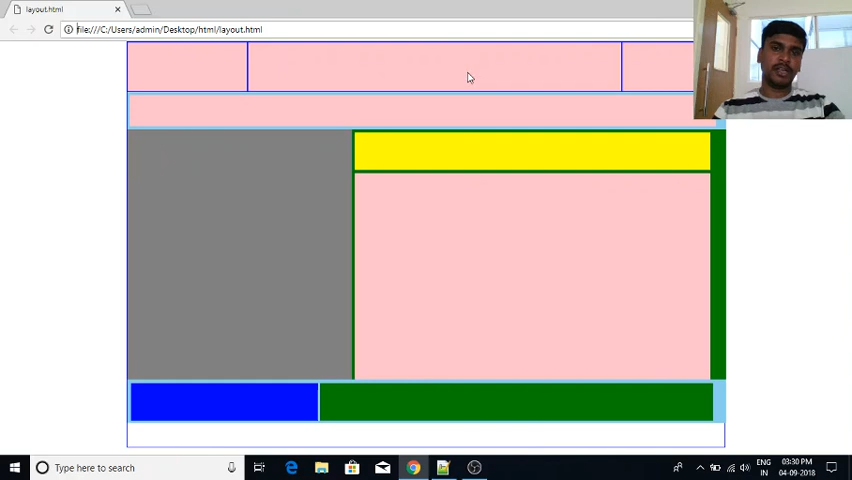 layout.html
file:///C:/Users/admin/Desktop/html/layout.html
Type here to search
ENG
IN
03:30 PM
04-09-2018